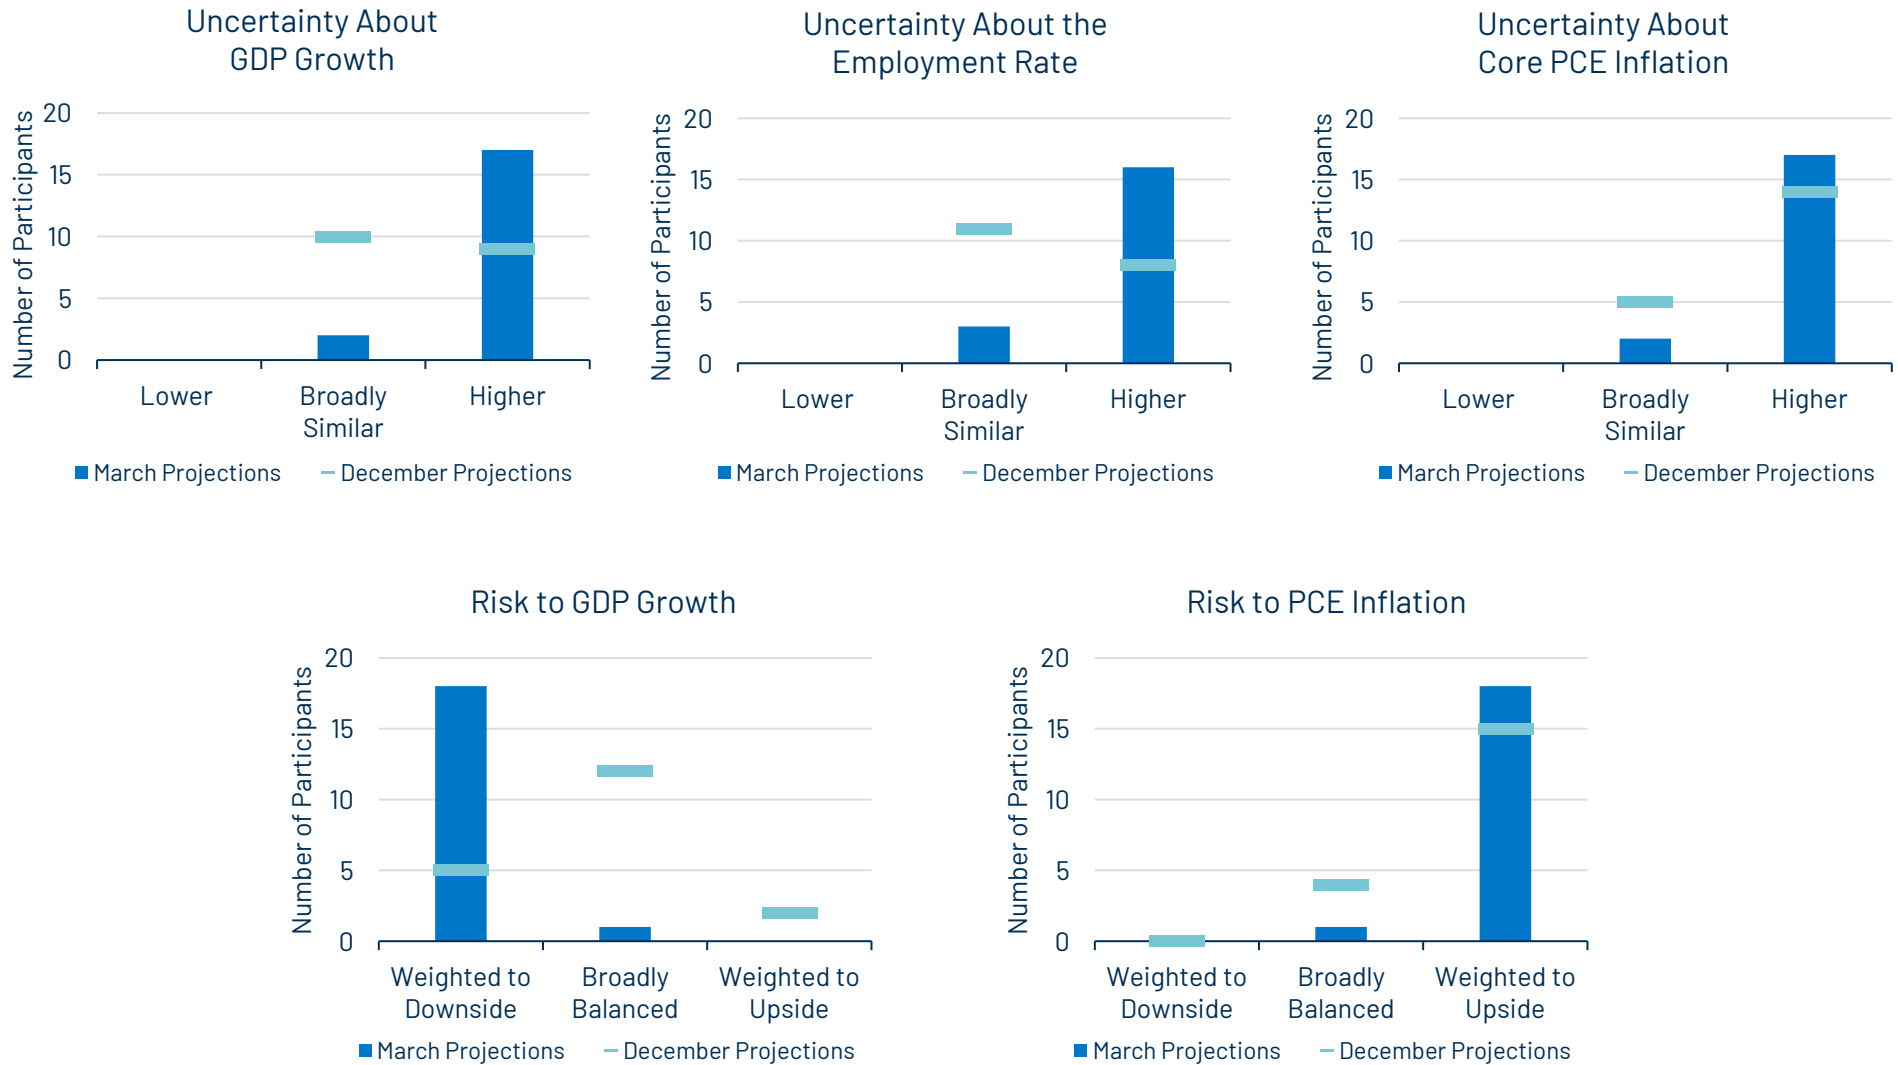 Uncertainty About
GDP Growth
Number of Participants
20
15
10
5
0
Lower
Broadly
Similar
Higher
March Projections
December Projections
Uncertainty About the
Employment Rate
Number of Participants
20
15
10
5
0
Lower
Broadly
Similar
Higher
March Projections
December Projections
Uncertainty About
Core PCE Inflation
Number of Participants
20
15
10
5
0
Lower
Broadly
Similar
Higher
March Projections
December Projections
Risk to GDP Growth
Number of Participants
20
15
10
5
0
Weighted to
Downside
Broadly
Balanced
Weighted to
Upside
March Projections
December Projections
Risk to PCE Inflation
Number of Participants
20
15
10
5
0
Weighted to
Downside
Broadly
Balanced
Weighted to
Upside
March Projections
December Projections